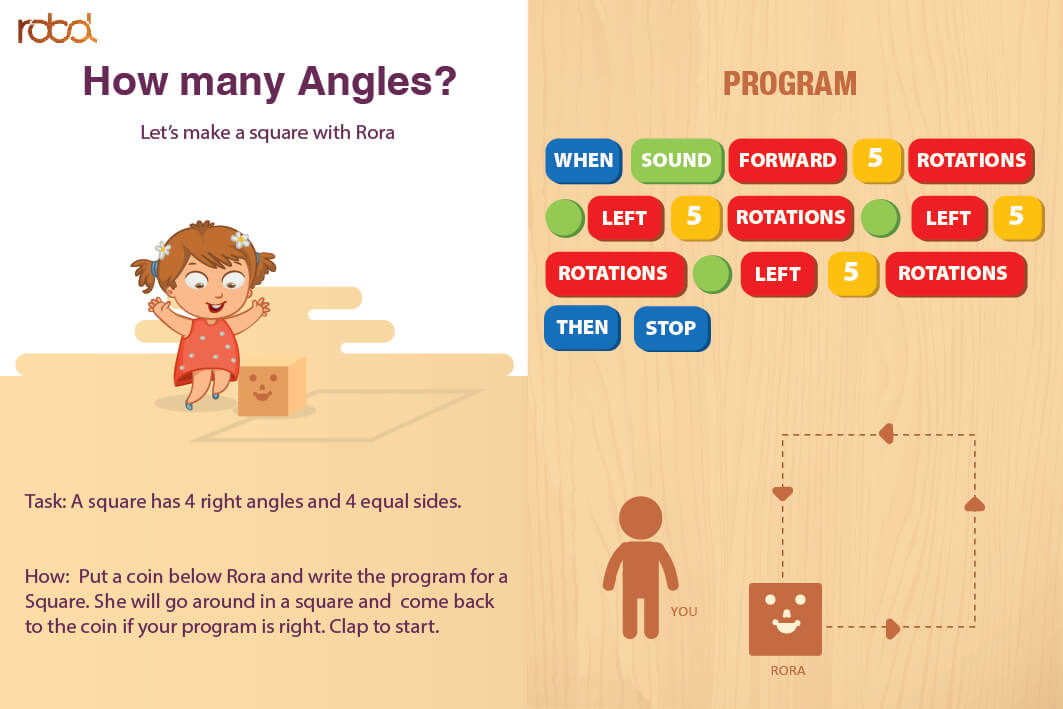 robol
How many Angles?
Let's make a square with Rora
Task: A square has 4 right angles and 4 equal sides.
How:  Put a coin below Rora and write the program for a
Square. She will go around in a square and  come back
to the coin if your program is right. Clap to start.
PROGRAM
WHEN SOUND FORWARD 5 ROTATIONS
LEFT 5 ROTATIONS LEFT 5
ROTATIONS LEFT 5 ROTATIONS
THEN STOP
YOU
RORA